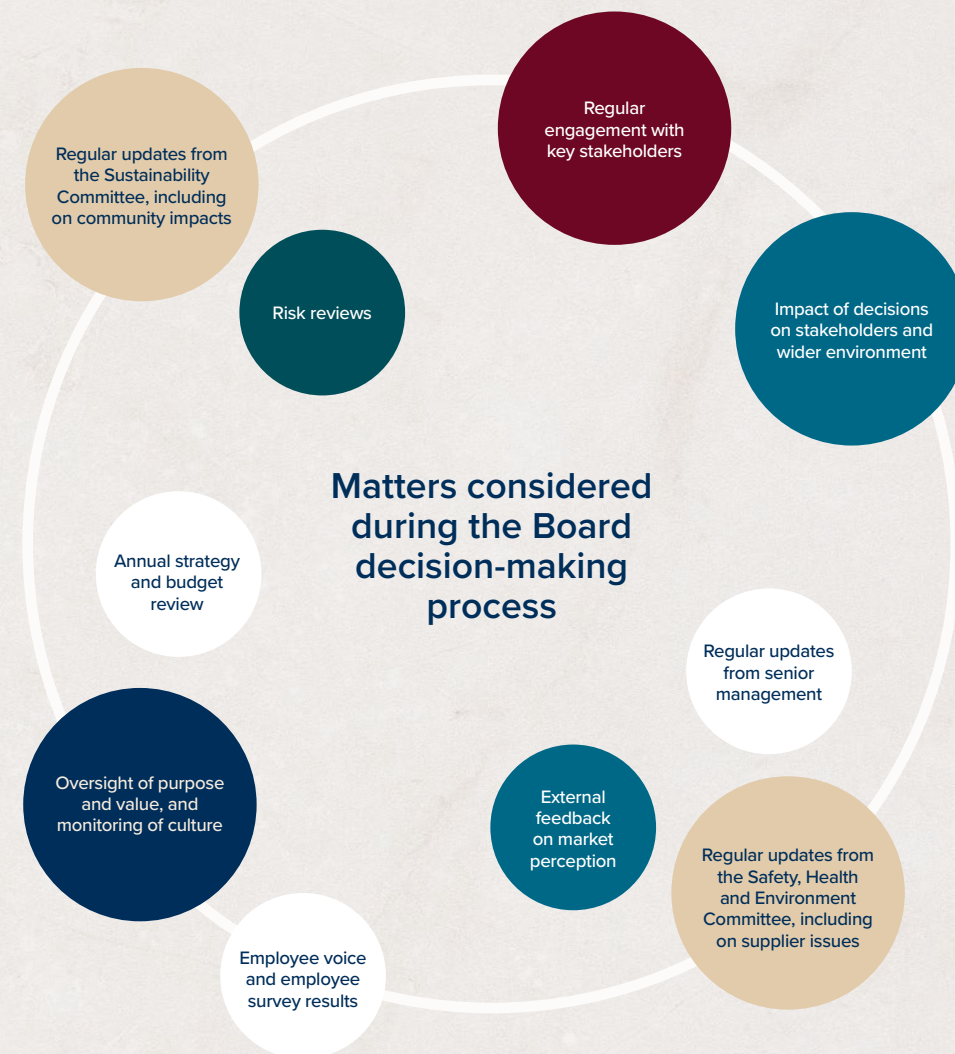 Regular
engagement with
key stakeholders
Regular updates from
the Sustainability
Committee, including
on community impacts
Risk reviews
Impact of decisions
on stakeholders and
wider environment
Matters considered
during the Board
decision-making
process
Annual strategy
and budget
review
Regular updates
from senior
management
Oversight of purpose
and value, and
monitoring of culture
External
feedback
on market
perception
Regular updates from
the Safety, Health
and Environment
Committee, including
on supplier issues
Employee voice
and employee
survey results